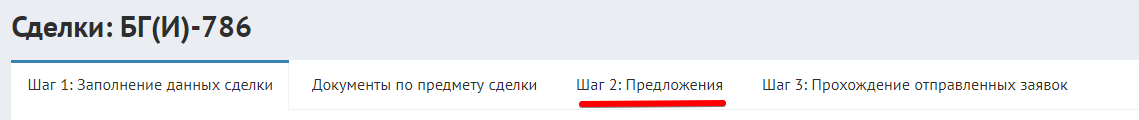 Сделки: БГ(И)-786
Шаг 1: Заполнение данных сделки Документы по предмету сделки Шаг 2: Предложения Шаг 3: Прохождение отправленных заявок